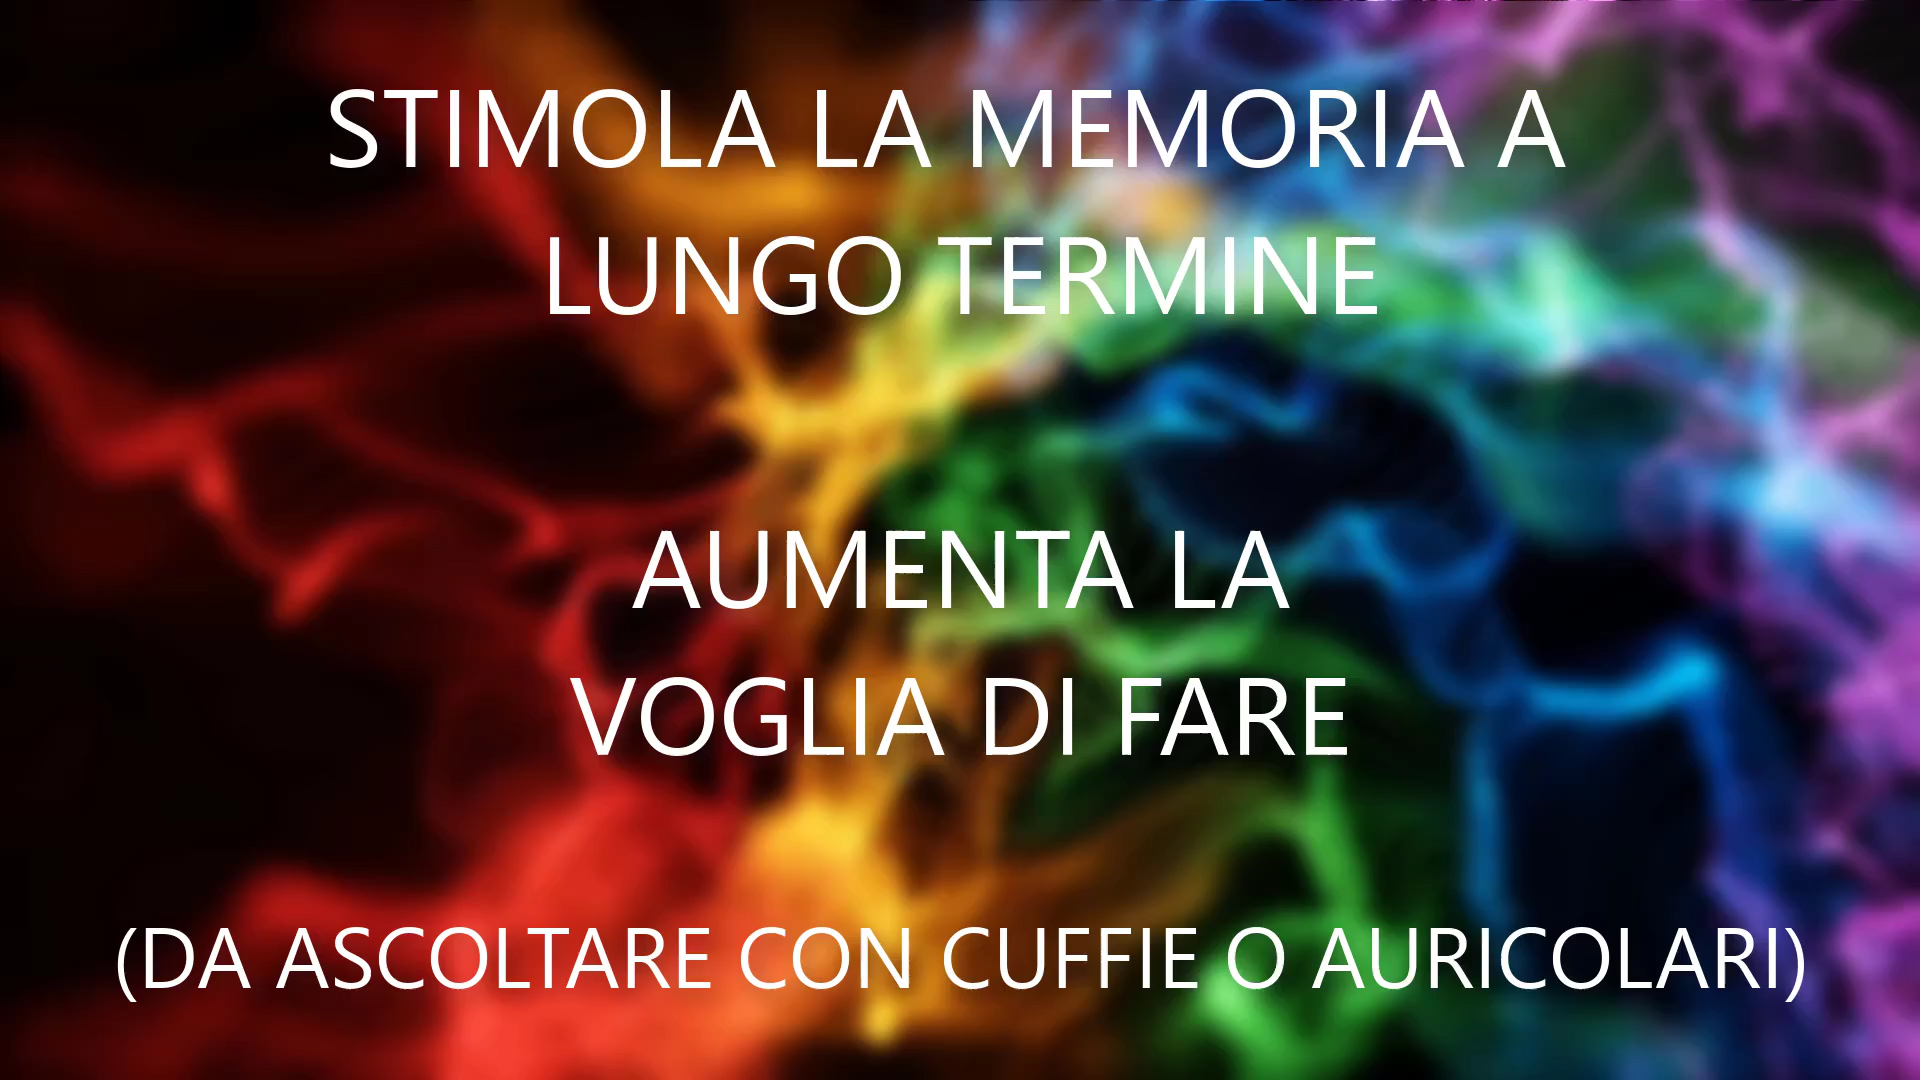 STIMOLA LA MEMORIA A
LUNGO TERMINE
AUMENTA LA
VOGLIA DI FARE
(DA ASCOLTARE CON CUFFIE O AURICOLARI)